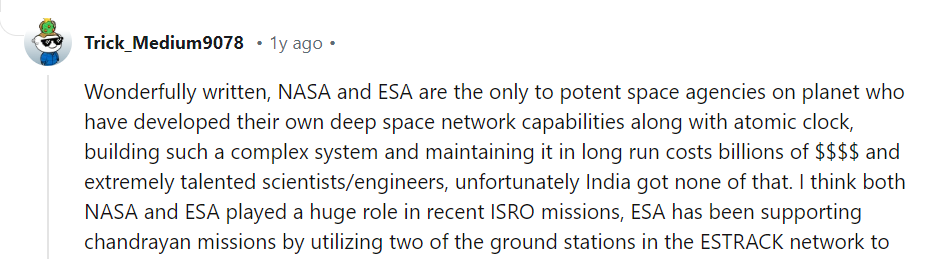 Trick_Medium9078 • 1y ago •
Wonderfully written, NASA and ESA are the only to potent space agencies on planet who
have developed their own deep space network capabilities along with atomic clock,
building such a complex system and maintaining it in long run costs billions of $$$$ and
extremely talented scientists/engineers, unfortunately India got none of that. I think both
NASA and ESA played a huge role in recent ISRO missions, ESA has been supporting
chandrayan missions by utilizing two of the ground stations in the ESTRACK network to